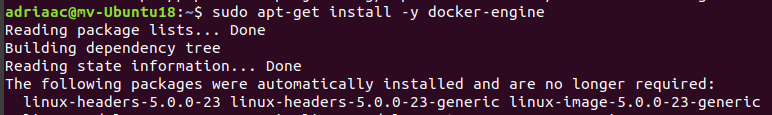 adriaac@mv-Ubuntu18:~$ sudo apt-get install -y docker-engine
Reading package lists... Done
Building dependency tree
Reading state information... Done
The following packages were automatically installed and are no longer required:
  linux-headers-5.0.0-23 linux-headers-5.0.0-23-generic linux-image-5.0.0-23-generic